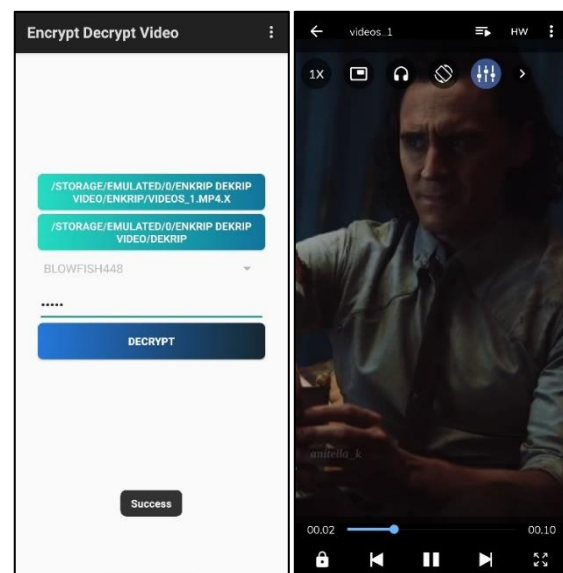 Encrypt Decrypt Video
/STORAGE/EMULATED/0/ENKRIP DEKRIP
VIDEO/ENKRIP/VIDEOS_1.MP4.X
/STORAGE/EMULATED/0/ENKRIP DEKRIP
VIDEO/DEKRIP
BLOWFISH448
•••••
DECRYPT
Success
videos_1
HW
1X
anitella_k
00.02
00.10